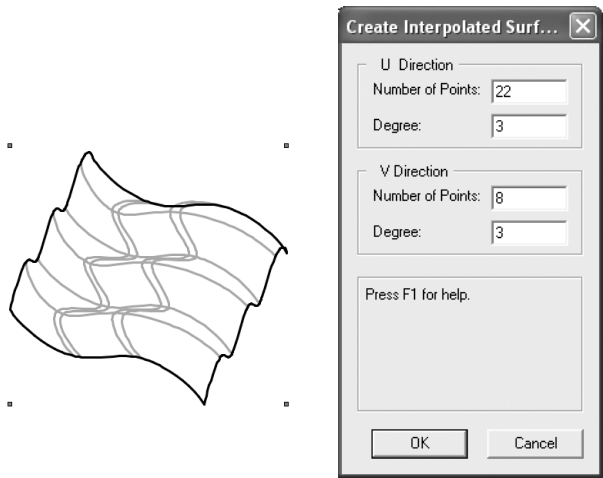 Create Interpolated Surf...
U Direction
Number of Points: 22
Degree: 3
V Direction
Number of Points: 8
Degree: 3
Press F1 for help.
OK Cancel